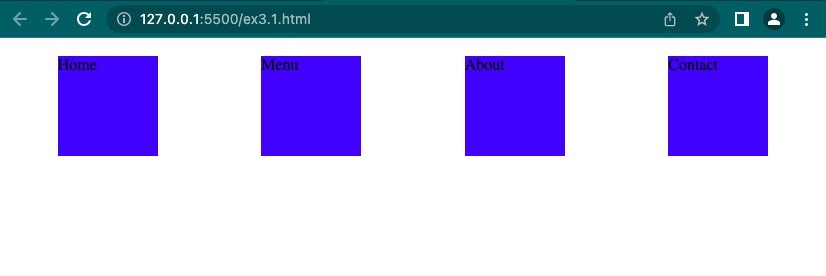 127.0.0.1:5500/ex3.1.html
Home Menu About Contact